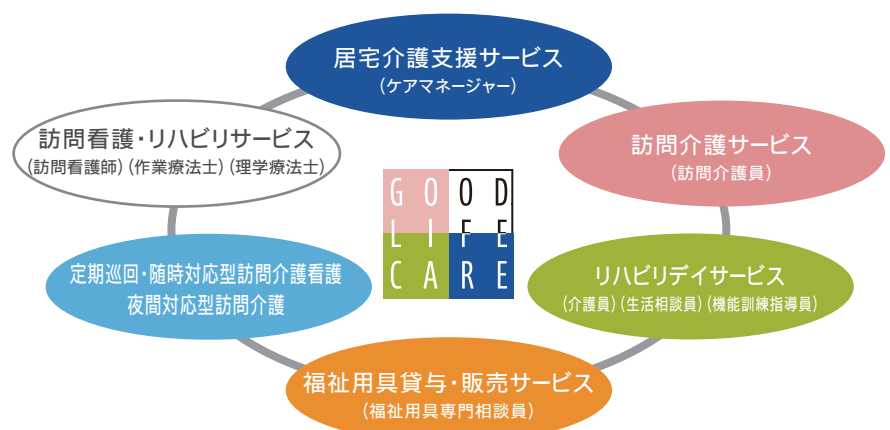 居宅介護支援サービス
(ケアマネージャー)
訪問看護・リハビリサービス
(訪問看護師)(作業療法士)(理学療法士)
訪問介護サービス
(訪問介護員)
GOOD
LIFE
CARE
定期巡回・随時対応型訪問介護看護
夜間対応型訪問介護
リハビリデイサービス
(介護員)(生活相談員)(機能訓練指導員)
福祉用具貸与・販売サービス
(福祉用具専門相談員)